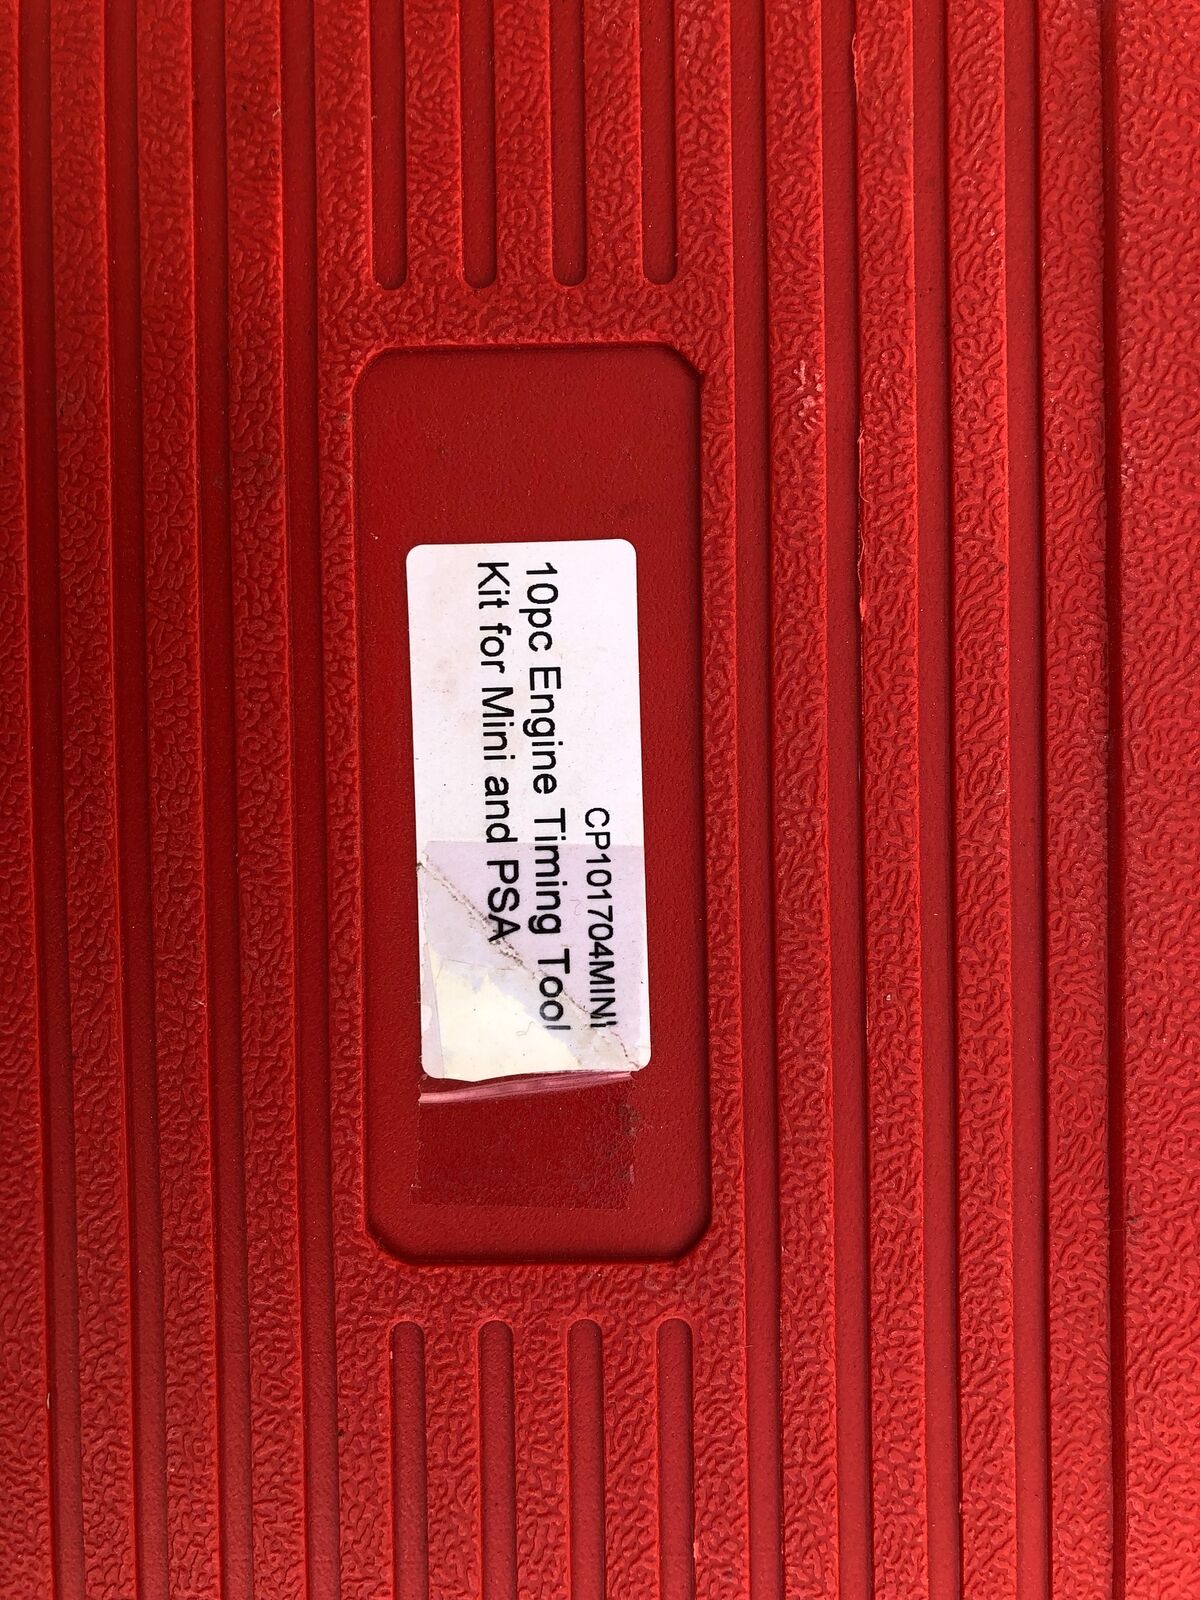 CP101704MINI
10pc Engine Timing Tool
Kit for Mini and PSA